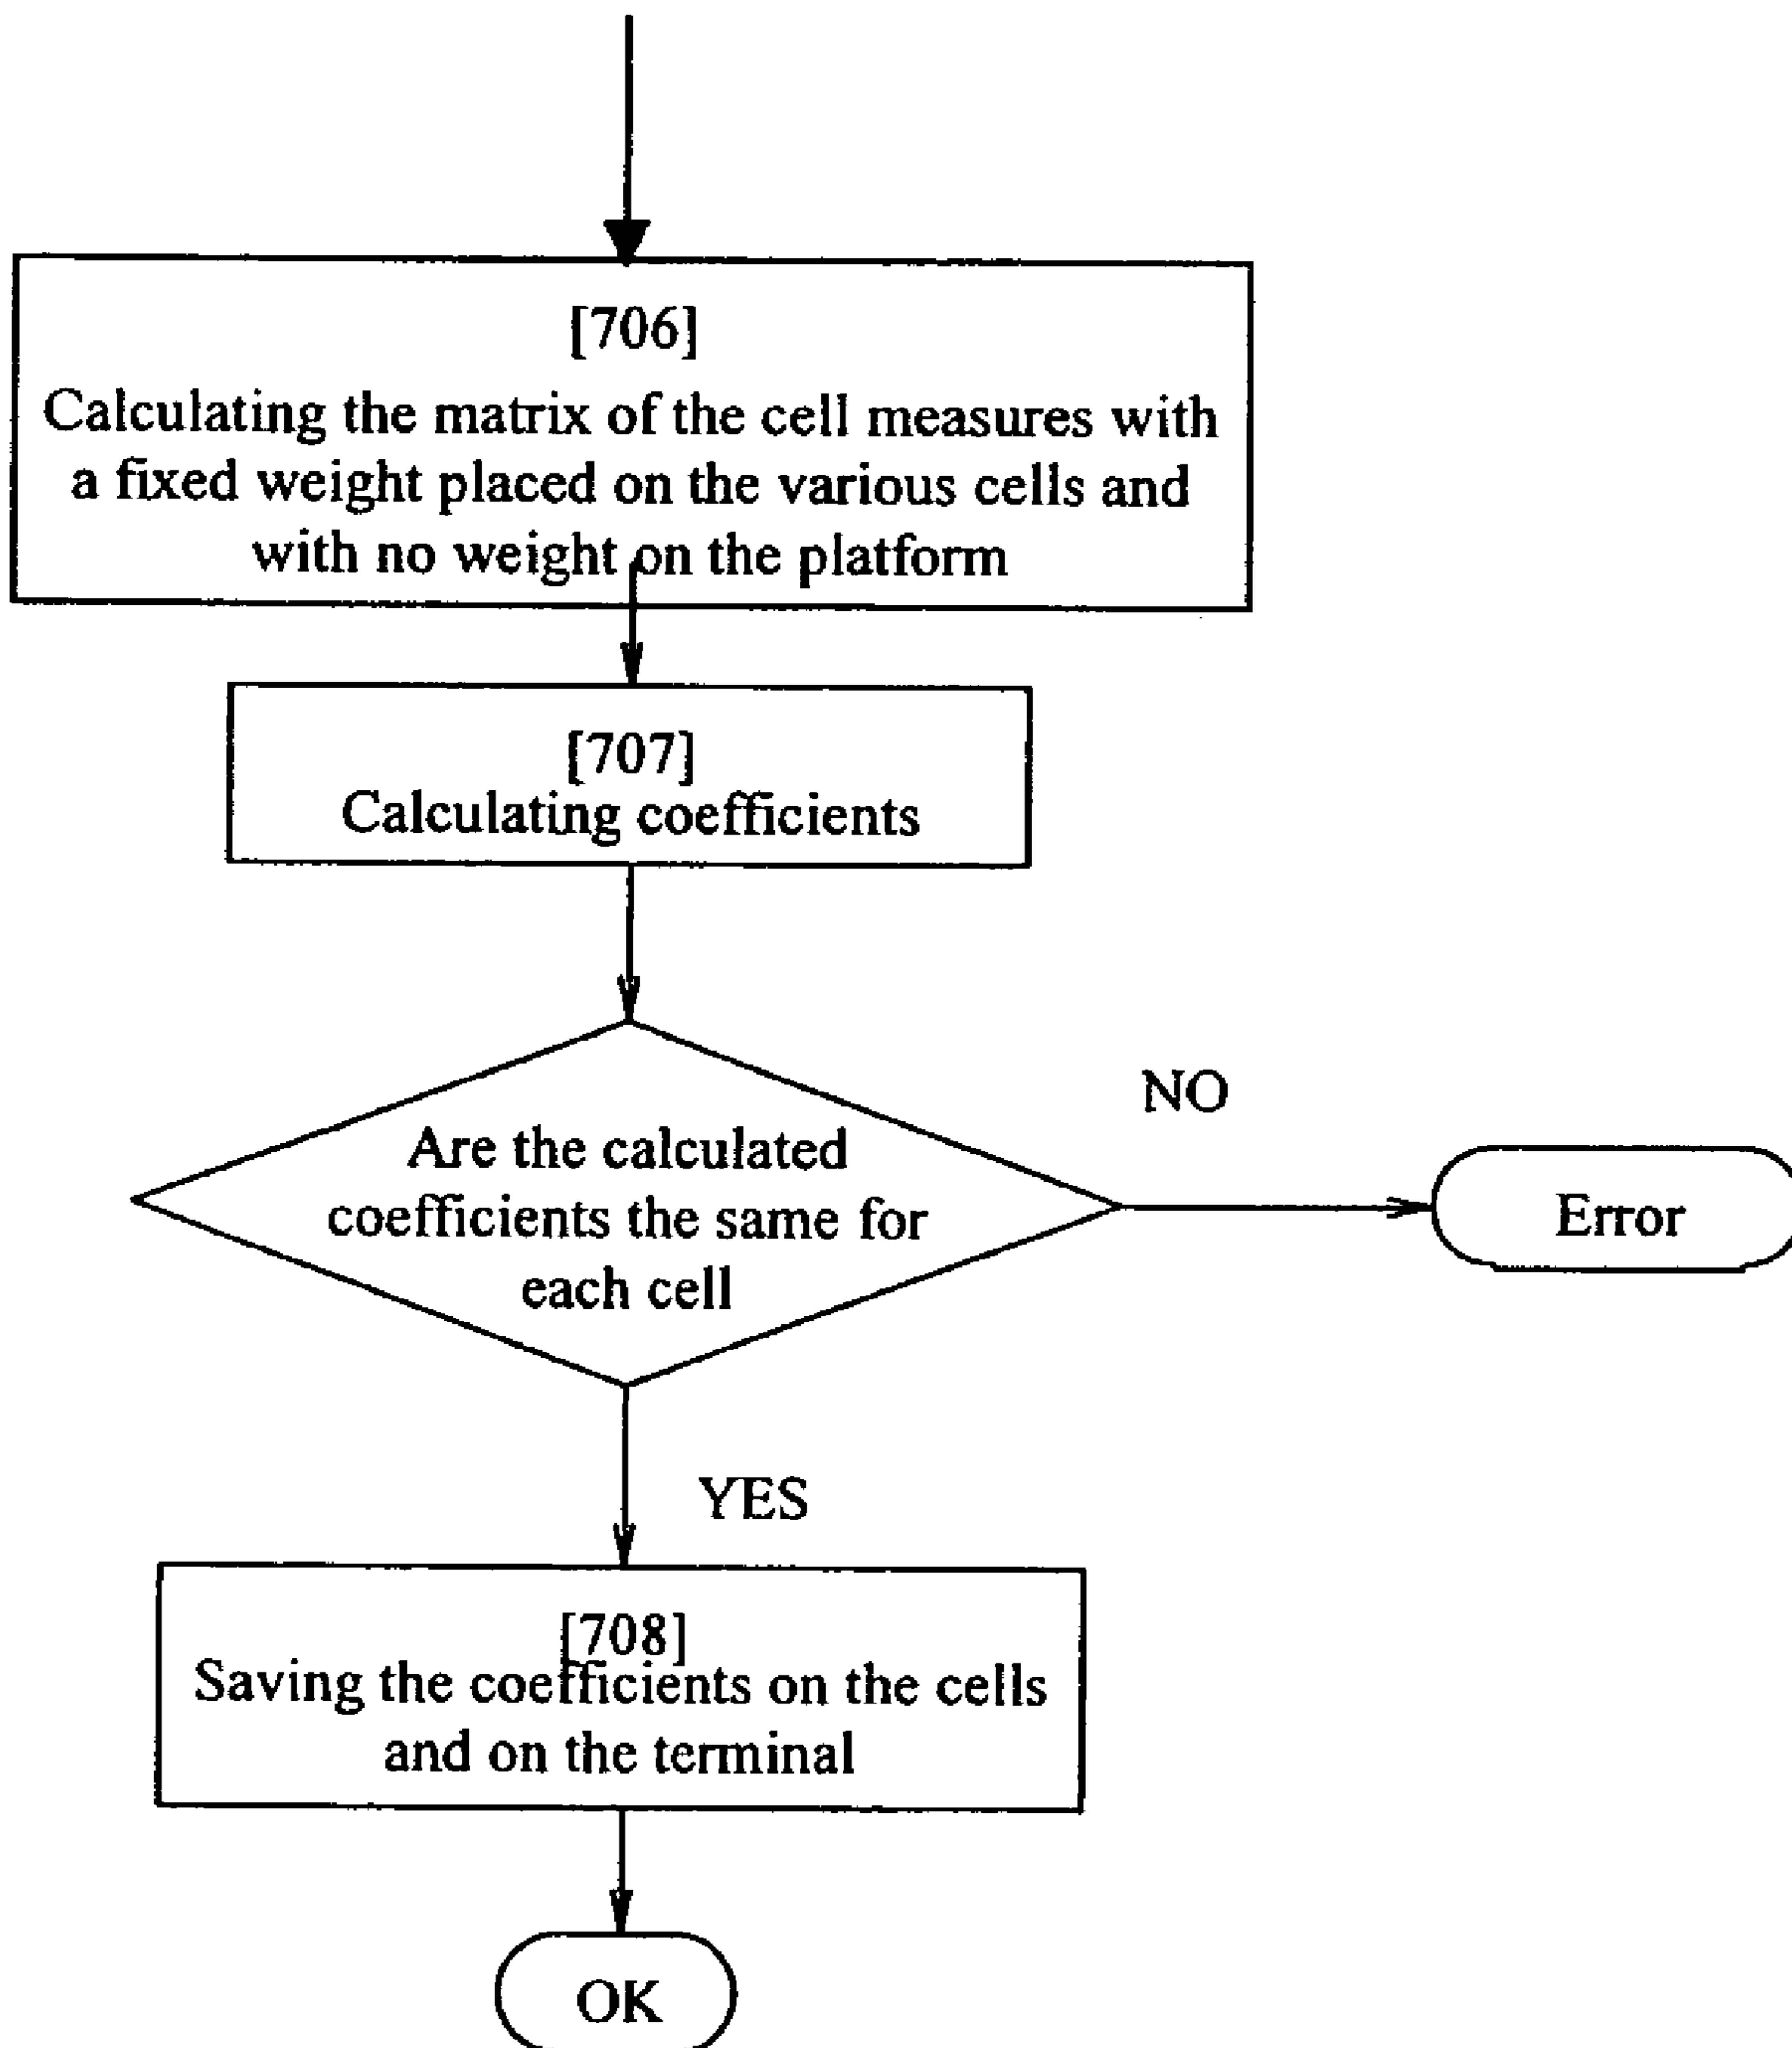 [706]
Calculating the matrix of the cell measures with
a fixed weight placed on the various cells and
with no weight on the platform
[707]
Calculating coefficients
Are the calculated
coefficients the same for
each cell
NO
Error
YES
[708]
Saving the coefficients on the cells
and on the terminal
OK